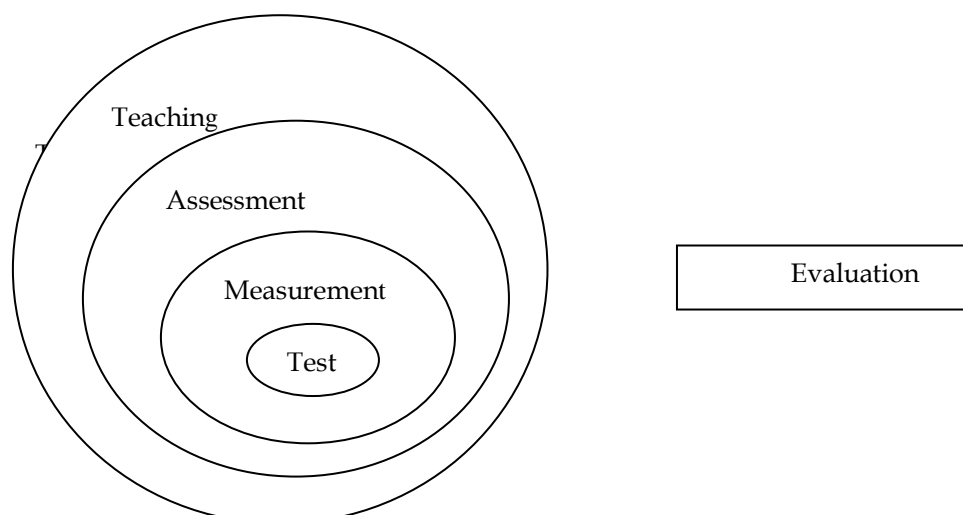 Teaching
Assessment
Evaluation
Measurement
Test